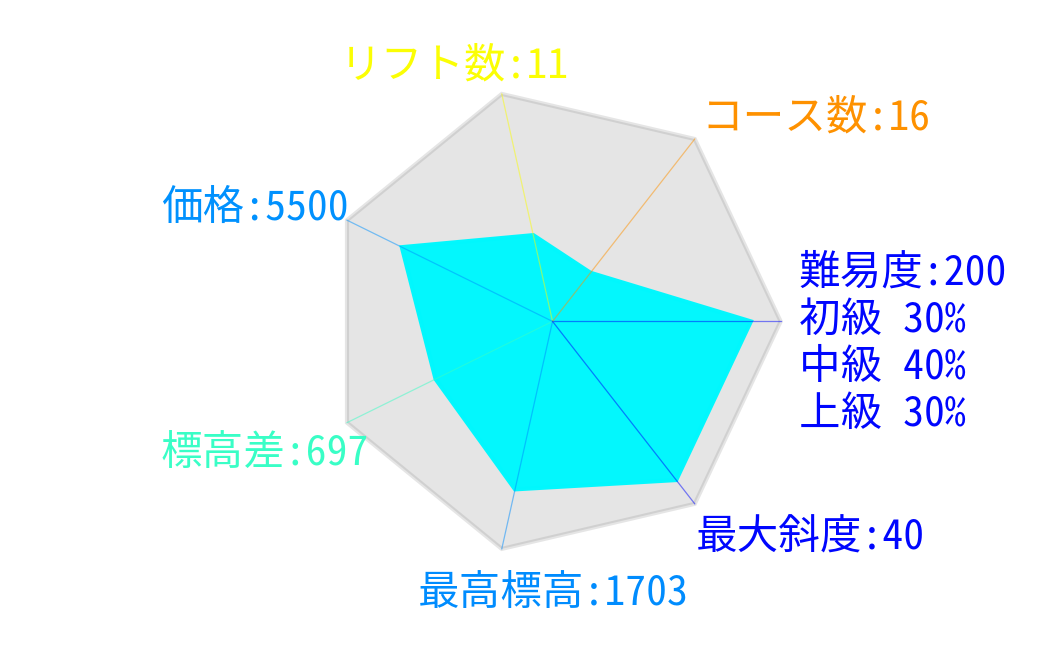 リフト数:11
コース数:16
価格:5500
難易度:200
初級 30%
中級 40%
上級 30%
標高差:697
最大斜度:40
最高標高:1703